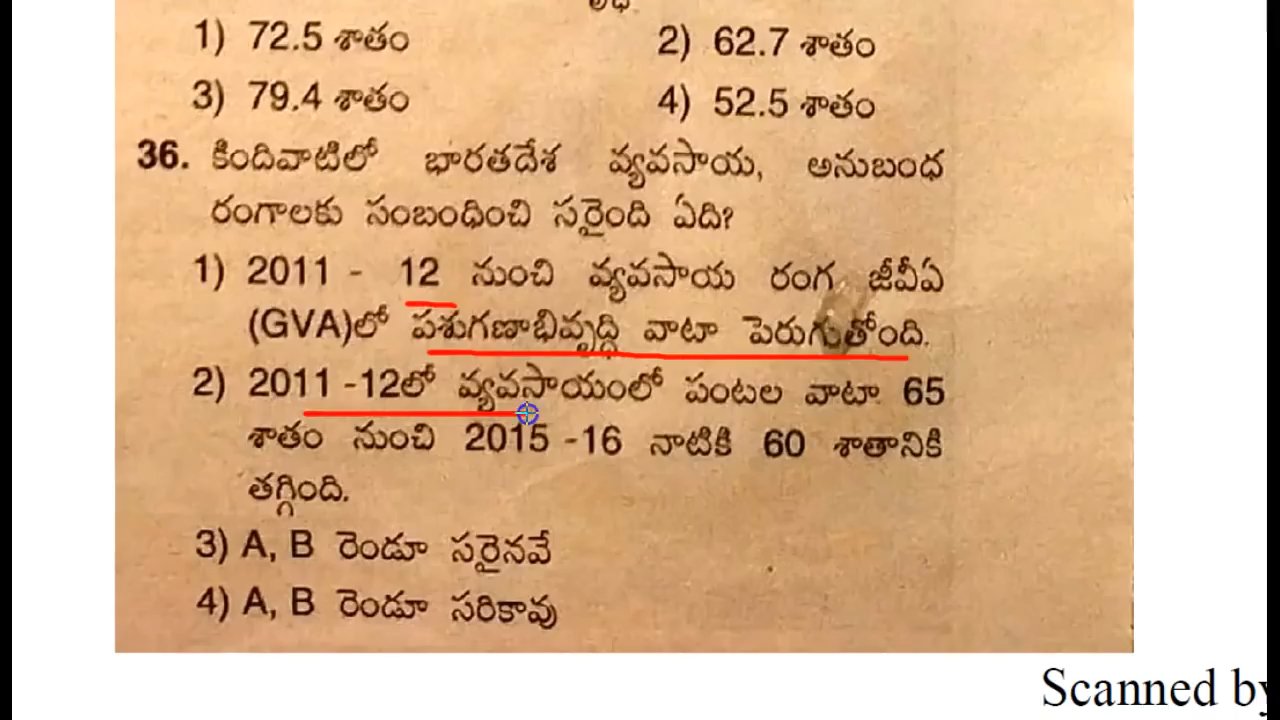 1) 72.5 శాతం 2) 62.7 శాతం
3) 79.4 శాతం 4) 52.5 శాతం
36. కిందివాటిలో భారతదేశ వ్యవసాయ, అనుబంధ
రంగాలకు సంబంధించి సరైంది ఏది?
1) 2011 - 12 నుంచి వ్యవసాయ రంగ జీవీఏ
(GVA)లో పశుగణాభివృద్ధి వాటా పెరుగుతోంది.
2) 2011 -12లో వ్యవసాయంలో పంటల వాటా 65
శాతం నుంచి 2015 -16 నాటికి 60 శాతానికి
తగ్గింది.
3) A, B రెండూ సరైనవే
4) A, B రెండూ సరికావు
Scanned by